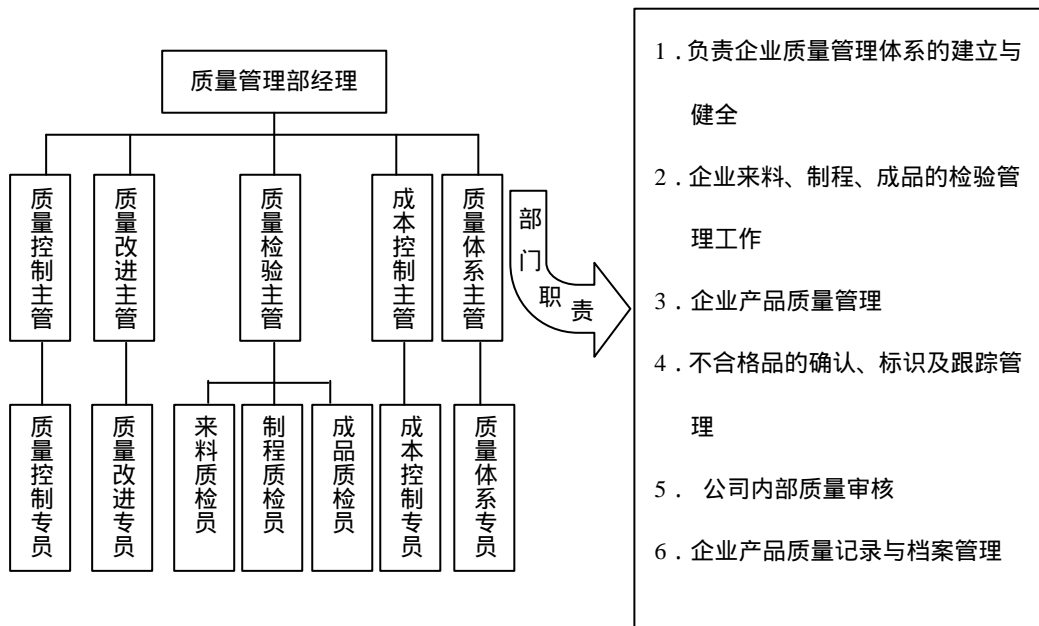 质量管理部经理
质量控制主管
质量改进主管
质量检验主管
成本控制主管
质量体系主管
质量控制专员
质量改进专员
来料质检员
制程质检员
成品质检员
成本控制专员
质量体系专员
部门职责
1．负责企业质量管理体系的建立与
健全
2．企业来料、制程、成品的检验管
理工作
3．企业产品质量管理
4．不合格品的确认、标识及跟踪管
理
5． 公司内部质量审核
6．企业产品质量记录与档案管理